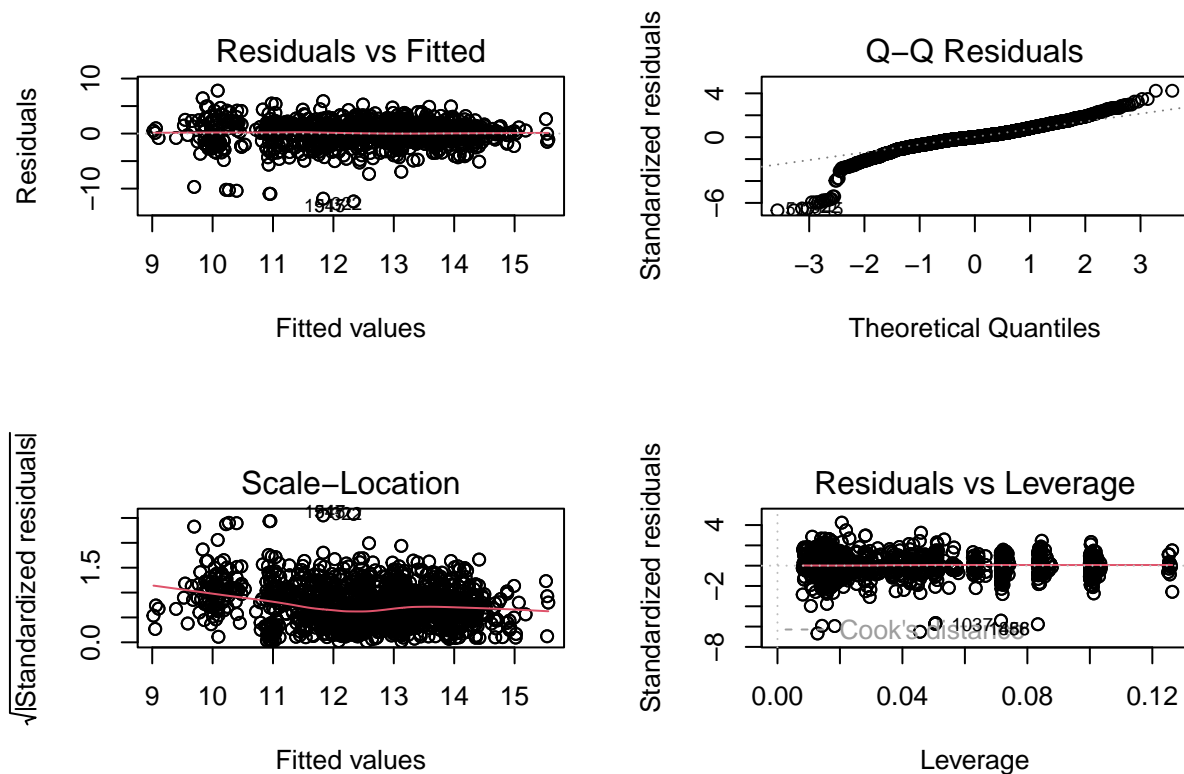 Residuals vs Fitted
Residuals
10
0
−10
9 10 11 12 13 14 15
Fitted values
Q−Q Residuals
Standardized residuals
4
0
−6
−3 −2 −1 0 1 2 3
Theoretical Quantiles
Scale−Location
√|Standardized residuals|
1.5
0.0
9 10 11 12 13 14 15
Fitted values
Residuals vs Leverage
Standardized residuals
4
−2
−8
Cook's distance
1037
0.00 0.04 0.08 0.12
Leverage